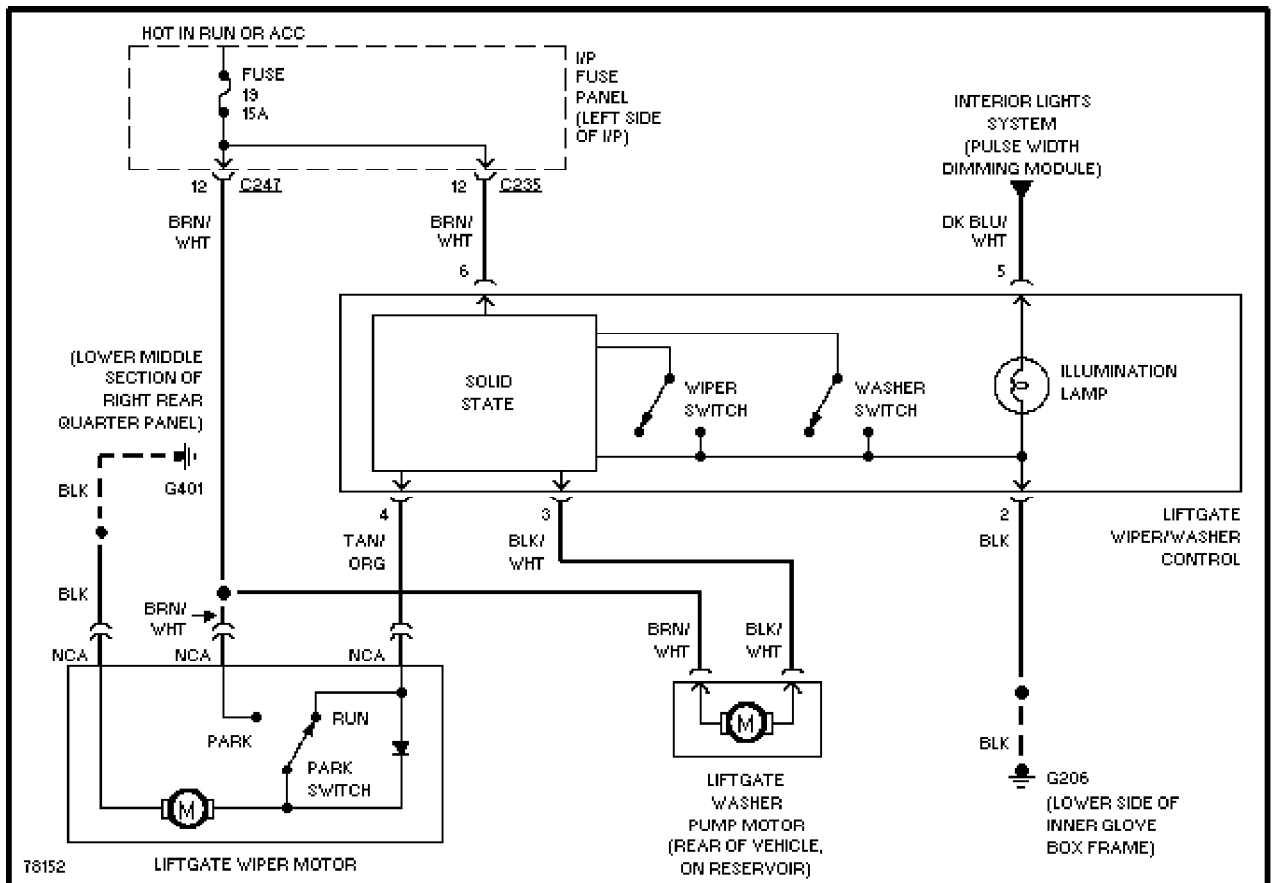 HOT IN RUN OR ACC
FUSE
19
15A
I/P
FUSE
PANEL
(LEFT SIDE
OF I/P)
INTERIOR LIGHTS
SYSTEM
(PULSE WIDTH
DIMMING MODULE)
12 C247
12 C235
BRN/
WHT
BRN/
WHT
DK BLU/
WHT
6
5
(LOWER MIDDLE
SECTION OF
RIGHT REAR
QUARTER PANEL)
SOLID
STATE
WIPER
SWITCH
WASHER
SWITCH
ILLUMINATION
LAMP
BLK
G401
4
3
2
TAN/
ORG
BLK/
WHT
BLK
LIFTGATE
WIPER/WASHER
CONTROL
BLK
BRN/
WHT
BRN/
WHT
BLK/
WHT
NCA
NCA
NCA
PARK
RUN
PARK
SWITCH
M
M
BLK
G206
(LOWER SIDE OF
INNER GLOVE
BOX FRAME)
LIFTGATE
WASHER
PUMP MOTOR
(REAR OF VEHICLE,
ON RESERVOIR)
78152
LIFTGATE WIPER MOTOR